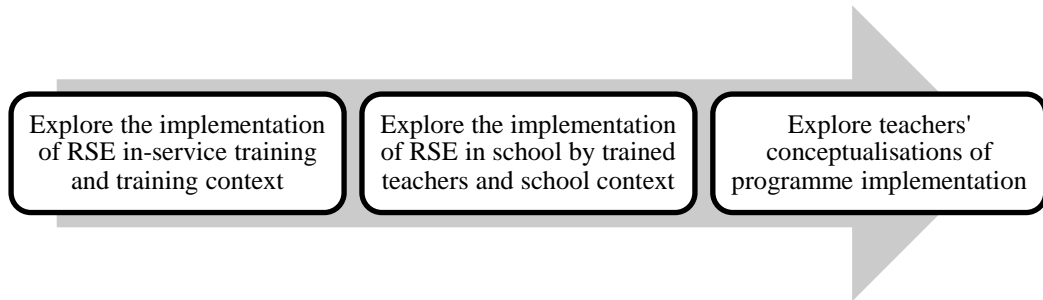 Explore the implementation
of RSE in-service training
and training context
Explore the implementation
of RSE in school by trained
teachers and school context
Explore teachers'
conceptualisations of
programme implementation